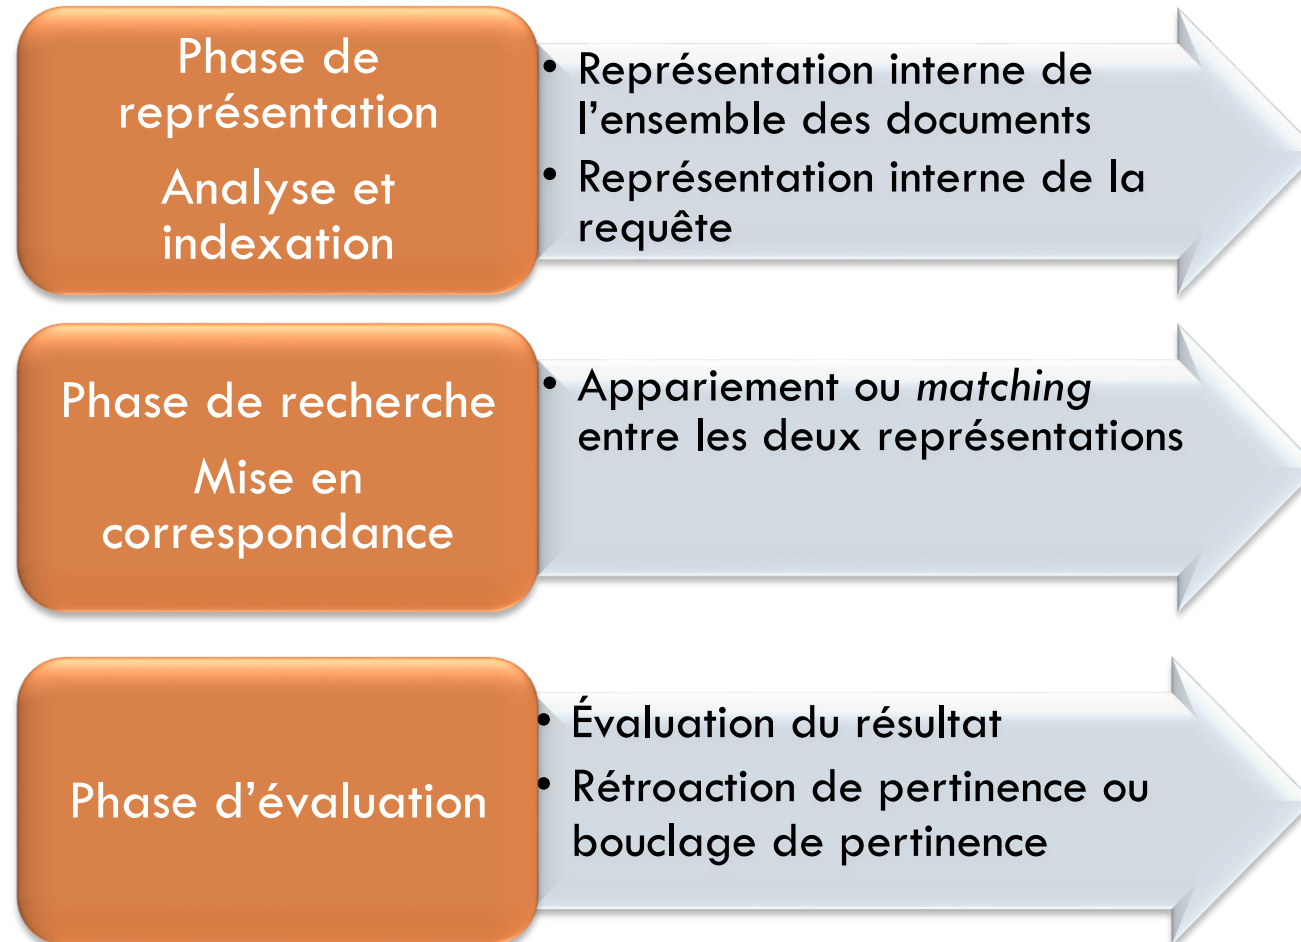 Phase de
représentation
Analyse et
indexation
• Représentation interne de
l’ensemble des documents
• Représentation interne de la
requête
Phase de recherche
Mise en
correspondance
• Appariement ou matching
entre les deux représentations
Phase d’évaluation
• Évaluation du résultat
• Rétroaction de pertinence ou
bouclage de pertinence